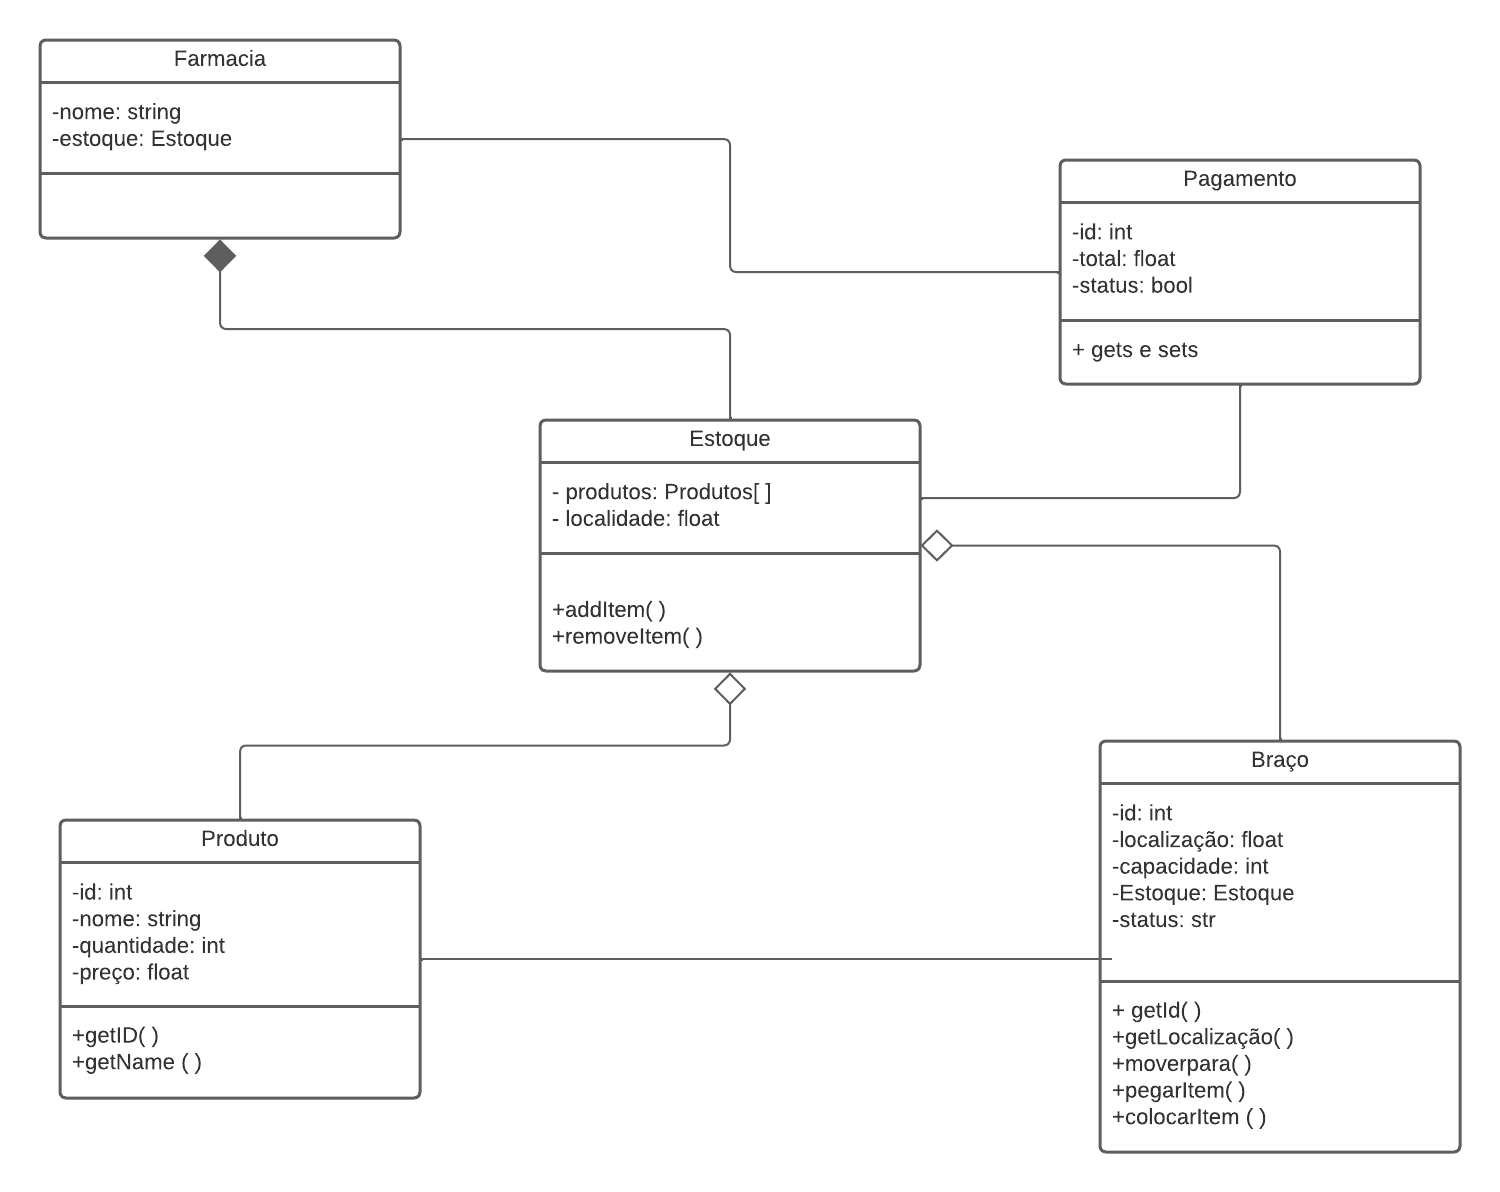 Farmacia
-nome: string
-estoque: Estoque
Pagamento
-id: int
-total: float
-status: bool
+ gets e sets
Estoque
- produtos: Produtos[ ]
- localidade: float
+addItem( )
+removeItem( )
Braço
-id: int
-localização: float
-capacidade: int
-Estoque: Estoque
-status: str
+ getId( )
+getLocalização( )
+moverpara( )
+pegarItem( )
+colocarItem ( )
Produto
-id: int
-nome: string
-quantidade: int
-preço: float
+getID( )
+getName ( )